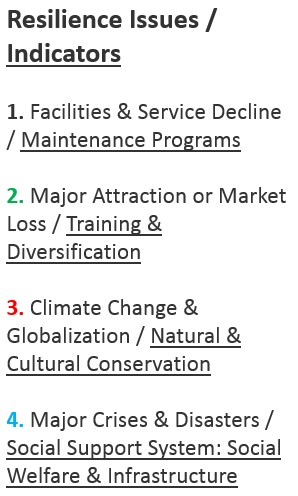 Resilience Issues /
Indicators
1. Facilities & Service Decline
/ Maintenance Programs
2. Major Attraction or Market
Loss / Training &
Diversification
3. Climate Change &
Globalization / Natural &
Cultural Conservation
4. Major Crises & Disasters /
Social Support System: Social
Welfare & Infrastructure